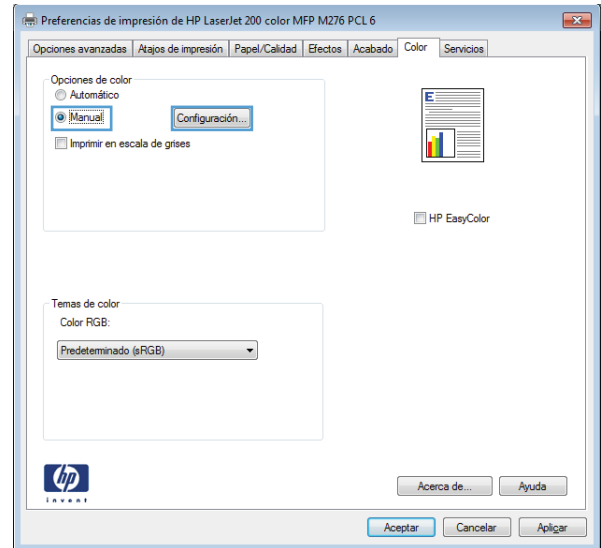 Preferencias de impresión de HP LaserJet 200 color MFP M276 PCL 6
Opciones avanzadas Atajos de impresión Papel/Calidad Efectos Acabado Color Servicios
Opciones de color
Automático
Manual Configuración...
Imprimir en escala de grises
E
HP EasyColor
Temas de color
Color RGB:
Predeterminado (sRGB)
hp
invent
Acerca de... Ayuda
Aceptar Cancelar Aplicar